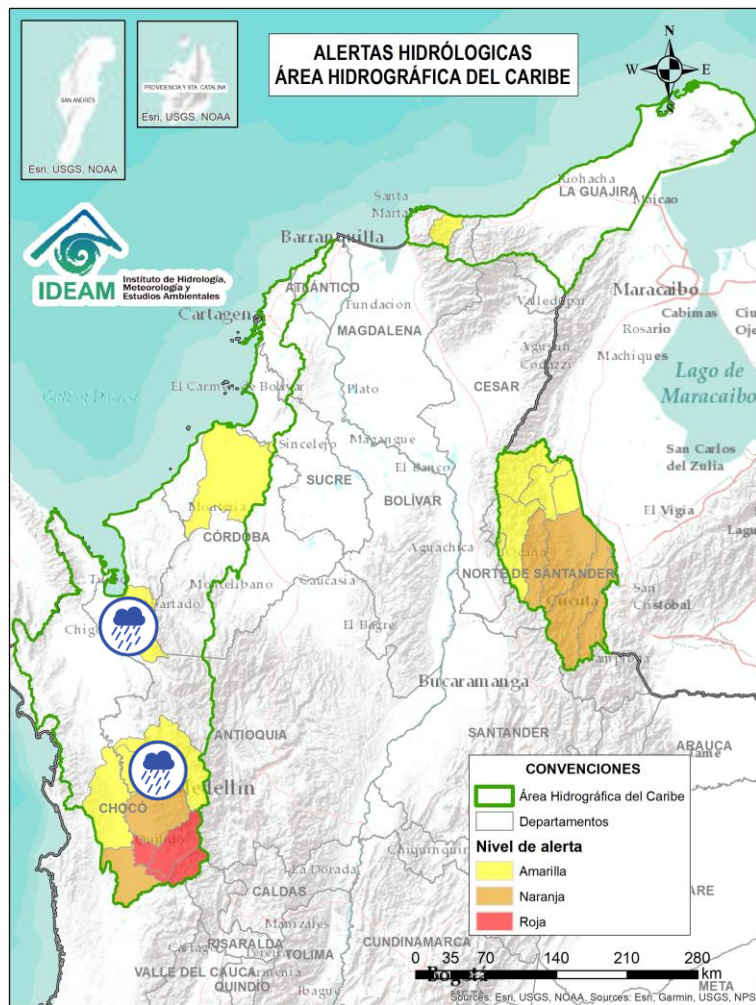 ALERTAS HIDRÓLOGICAS
ÁREA HIDROGRÁFICA DEL CARIBE
N
W
E
S
SAN ANDRÉS
: Esri, USGS, NOAA
PROVIDENCIA Y STA. CATALINA
Esri, USGS, NOAA
IDEAM
Instituto de Hidrología,
Meteorología y
Estudios Ambientales
Riohacha
LA GUAJIRA
Maicao
Santa
Marta
Barranquilla
ATLÁNTICO
Fundación
Valledupar
Maracaibo
Cartagena
MAGDALENA
Cabimas
Rosario
Agustín
Codazzi
Machiques
Lago de
Maracaibo
CESAR
El Carmen de Bolívar
Plato
Sincelejo
Magangue
El Banco
San Carlos
del Zulia
SUCRE
BOLÍVAR
Montería
El Vigía
CÓRDOBA
Aguachica
Ocaña
NORTE DE SANTANDER
Montelibano
Caucasia
San
Cristóbal
Cúcuta
El Bagre
Pamplona
Bucaramanga
ANTIOQUIA
SANTANDER
ARAUCA
CHOCÓ
Quibdó
La Dorada
CALDAS
Manizales
RISARALDA
TOLIMA
CUNDINAMARCA
VALLE DEL CAUCA
Armenia
QUINDÍO
Ibagué
Bogotá
META
CONVENCIONES
Área Hidrográfica del Caribe
Departamentos
Nivel de alerta
Amarilla
Naranja
Roja
0 35 70 140 210 280
km
Sources: Esri, USGS, NOAA, Sources: Esri, Garmin, USGS, NPS